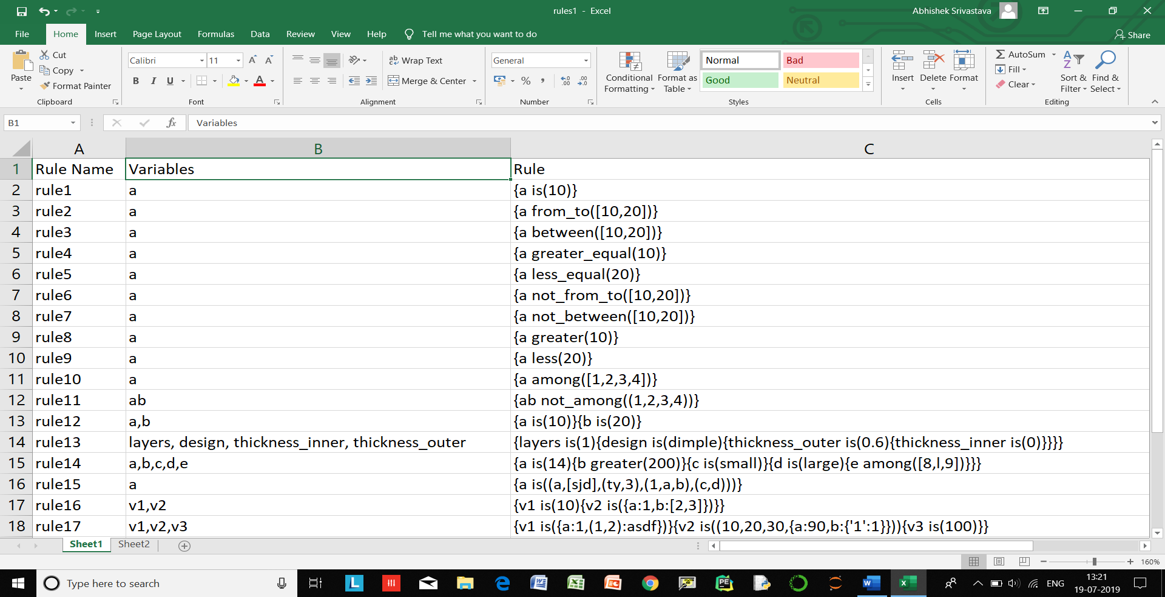 rules1 - Excel
Abhishek Srivastava
File Home Insert Page Layout Formulas Data Review View Help Tell me what you want to do Share
Paste Cut Copy Format Painter Clipboard
Calibri 11 B I U A Font
Wrap Text Merge & Center Alignment
General % Number
Conditional Formatting Format as Table Normal Bad Good Neutral Styles
Insert Delete Format Cells
AutoSum Fill Clear Sort & Filter Find & Select Editing
B1 fx Variables
A B C
1 Rule Name Variables Rule
2 rule1 a {a is(10)}
3 rule2 a {a from_to([10,20])}
4 rule3 a {a between([10,20])}
5 rule4 a {a greater_equal(10)}
6 rule5 a {a less_equal(20)}
7 rule6 a {a not_from_to([10,20])}
8 rule7 a {a not_between([10,20])}
9 rule8 a {a greater(10)}
10 rule9 a {a less(20)}
11 rule10 a {a among([1,2,3,4])}
12 rule11 ab {ab not_among((1,2,3,4))}
13 rule12 a,b {a is(10)}{b is(20)}
14 rule13 layers, design, thickness_inner, thickness_outer {layers is(1){design is(dimple){thickness_outer is(0.6){thickness_inner is(0)}}}}
15 rule14 a,b,c,d,e {a is(14){b greater(200)}{c is(small)}{d is(large){e among([8,l,9])}}}
16 rule15 a {a is((a,[sjd],(ty,3),(1,a,b),(c,d)))}
17 rule16 v1,v2 {v1 is(10){v2 is({a:1,b:[2,3]})}}
18 rule17 v1,v2,v3 {v1 is({a:1,(1,2):asdf})}{v2 is((10,20,30,{a:90,b:{'1':1}})){v3 is(100)}}
Sheet1 Sheet2
160%
Type here to search
ENG 13:21
19-07-2019